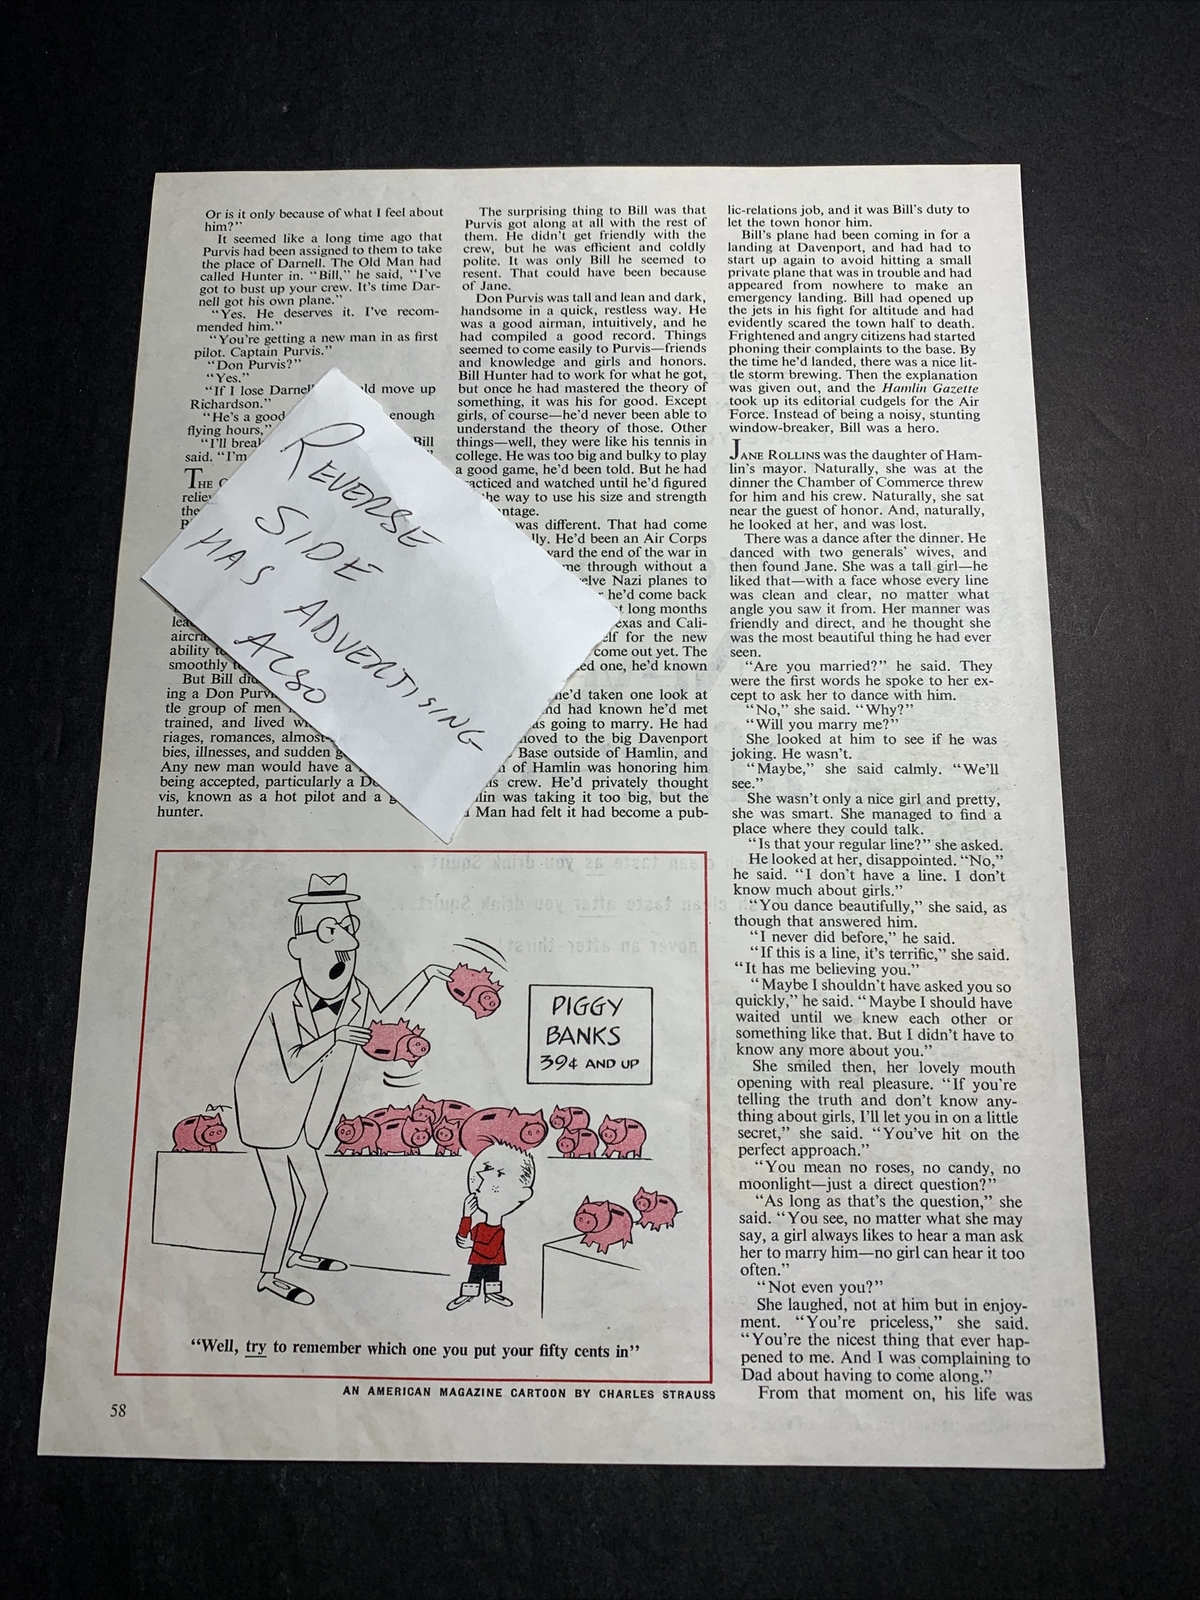 Or is it only because of what I feel about
him?"
It seemed like a long time ago that
Purvis had been assigned to them to take
the place of Darnell. The Old Man had
called Hunter in. "Bill," he said, "I've
got to bust up your crew. It's time Dar-
nell got his own plane."
"Yes. He deserves it. I've recom-
mended him."
"You're getting a new man in as first
pilot. Captain Purvis."
"Don Purvis?"
"Yes."
"If I lose Darnel ld move up
Richardson."
"He's a good enough
flying hours,"
"I'll break Bill
said. "I'm
THE
reliev
the
lea
aircra
ability to
smoothly
But Bill did
ing a Don Purvi
tle group of men
trained, and lived
riages, romances, almost-
bies, illnesses, and sudden
Any new man would have a
being accepted, particularly a
vis, known as a hot pilot and a
hunter.
REVERSE
SIDE
HAS ADVERTISING
ALSO
The surprising thing to Bill was that
Purvis got along at all with the rest of
them. He didn't get friendly with the
crew, but he was efficient and coldly
polite. It was only Bill he seemed to
resent. That could have been because
of Jane.
Don Purvis was tall and lean and dark,
handsome in a quick, restless way. He
was a good airman, intuitively, and he
had compiled a good record. Things
seemed to come easily to Purvis—friends
and knowledge and girls and honors.
Bill Hunter had to work for what he got,
but once he had mastered the theory of
something, it was his for good. Except
girls, of course—he'd never been able to
understand the theory of those. Other
things—well, they were like his tennis in
college. He was too big and bulky to play
a good game, he'd been told. But he had
racticed and watched until he'd figured
the way to use his size and strength
ntage.
was different. That had come
lly. He'd been an Air Corps
ward the end of the war in
me through without a
elve Nazi planes to
he'd come back
t long months
exas and Cali-
elf for the new
come out yet. The
ed one, he'd known
he'd taken one look at
nd had known he'd met
as going to marry. He had
oved to the big Davenport
Base outside of Hamlin, and
n of Hamlin was honoring him
is crew. He'd privately thought
lin was taking it too big, but the
Man had felt it had become a pub-
lic-relations job, and it was Bill's duty to
let the town honor him.
Bill's plane had been coming in for a
landing at Davenport, and had had to
start up again to avoid hitting a small
private plane that was in trouble and had
appeared from nowhere to make an
emergency landing. Bill had opened up
the jets in his fight for altitude and had
evidently scared the town half to death.
Frightened and angry citizens had started
phoning their complaints to the base. By
the time he'd landed, there was a nice lit-
tle storm brewing. Then the explanation
was given out, and the Hamlin Gazette
took up its editorial cudgels for the Air
Force. Instead of being a noisy, stunting
window-breaker, Bill was a hero.
JANE ROLLINS was the daughter of Ham-
lin's mayor. Naturally, she was at the
dinner the Chamber of Commerce threw
for him and his crew. Naturally, she sat
near the guest of honor. And, naturally,
he looked at her, and was lost.
There was a dance after the dinner. He
danced with two generals' wives, and
then found Jane. She was a tall girl—he
liked that—with a face whose every line
was clean and clear, no matter what
angle you saw it from. Her manner was
friendly and direct, and he thought she
was the most beautiful thing he had ever
seen.
"Are you married?" he said. They
were the first words he spoke to her ex-
cept to ask her to dance with him.
"No," she said. "Why?"
"Will you marry me?"
She looked at him to see if he was
joking. He wasn't.
"Maybe," she said calmly. "We'll
see."
She wasn't only a nice girl and pretty,
she was smart. She managed to find a
place where they could talk.
"Is that your regular line?" she asked.
He looked at her, disappointed. "No,"
he said. "I don't have a line. I don't
know much about girls."
"You dance beautifully," she said, as
though that answered him.
"I never did before," he said.
"If this is a line, it's terrific," she said.
"It has me believing you."
"Maybe I shouldn't have asked you so
quickly," he said. "Maybe I should have
waited until we knew each other or
something like that. But I didn't have to
know any more about you."
She smiled then, her lovely mouth
opening with real pleasure. "If you're
telling the truth and don't know any-
thing about girls, I'll let you in on a little
secret," she said. "You've hit on the
perfect approach."
"You mean no roses, no candy, no
moonlight—just a direct question?"
"As long as that's the question," she
said. "You see, no matter what she may
say, a girl always likes to hear a man ask
her to marry him—no girl can hear it too
often."
"Not even you?"
She laughed, not at him but in enjoy-
ment. "You're priceless," she said.
"You're the nicest thing that ever hap-
pened to me. And I was complaining to
Dad about having to come along."
From that moment on, his life was
PIGGY
BANKS
39¢ AND UP
"Well, try to remember which one you put your fifty cents in"
AN AMERICAN MAGAZINE CARTOON BY CHARLES STRAUSS
58